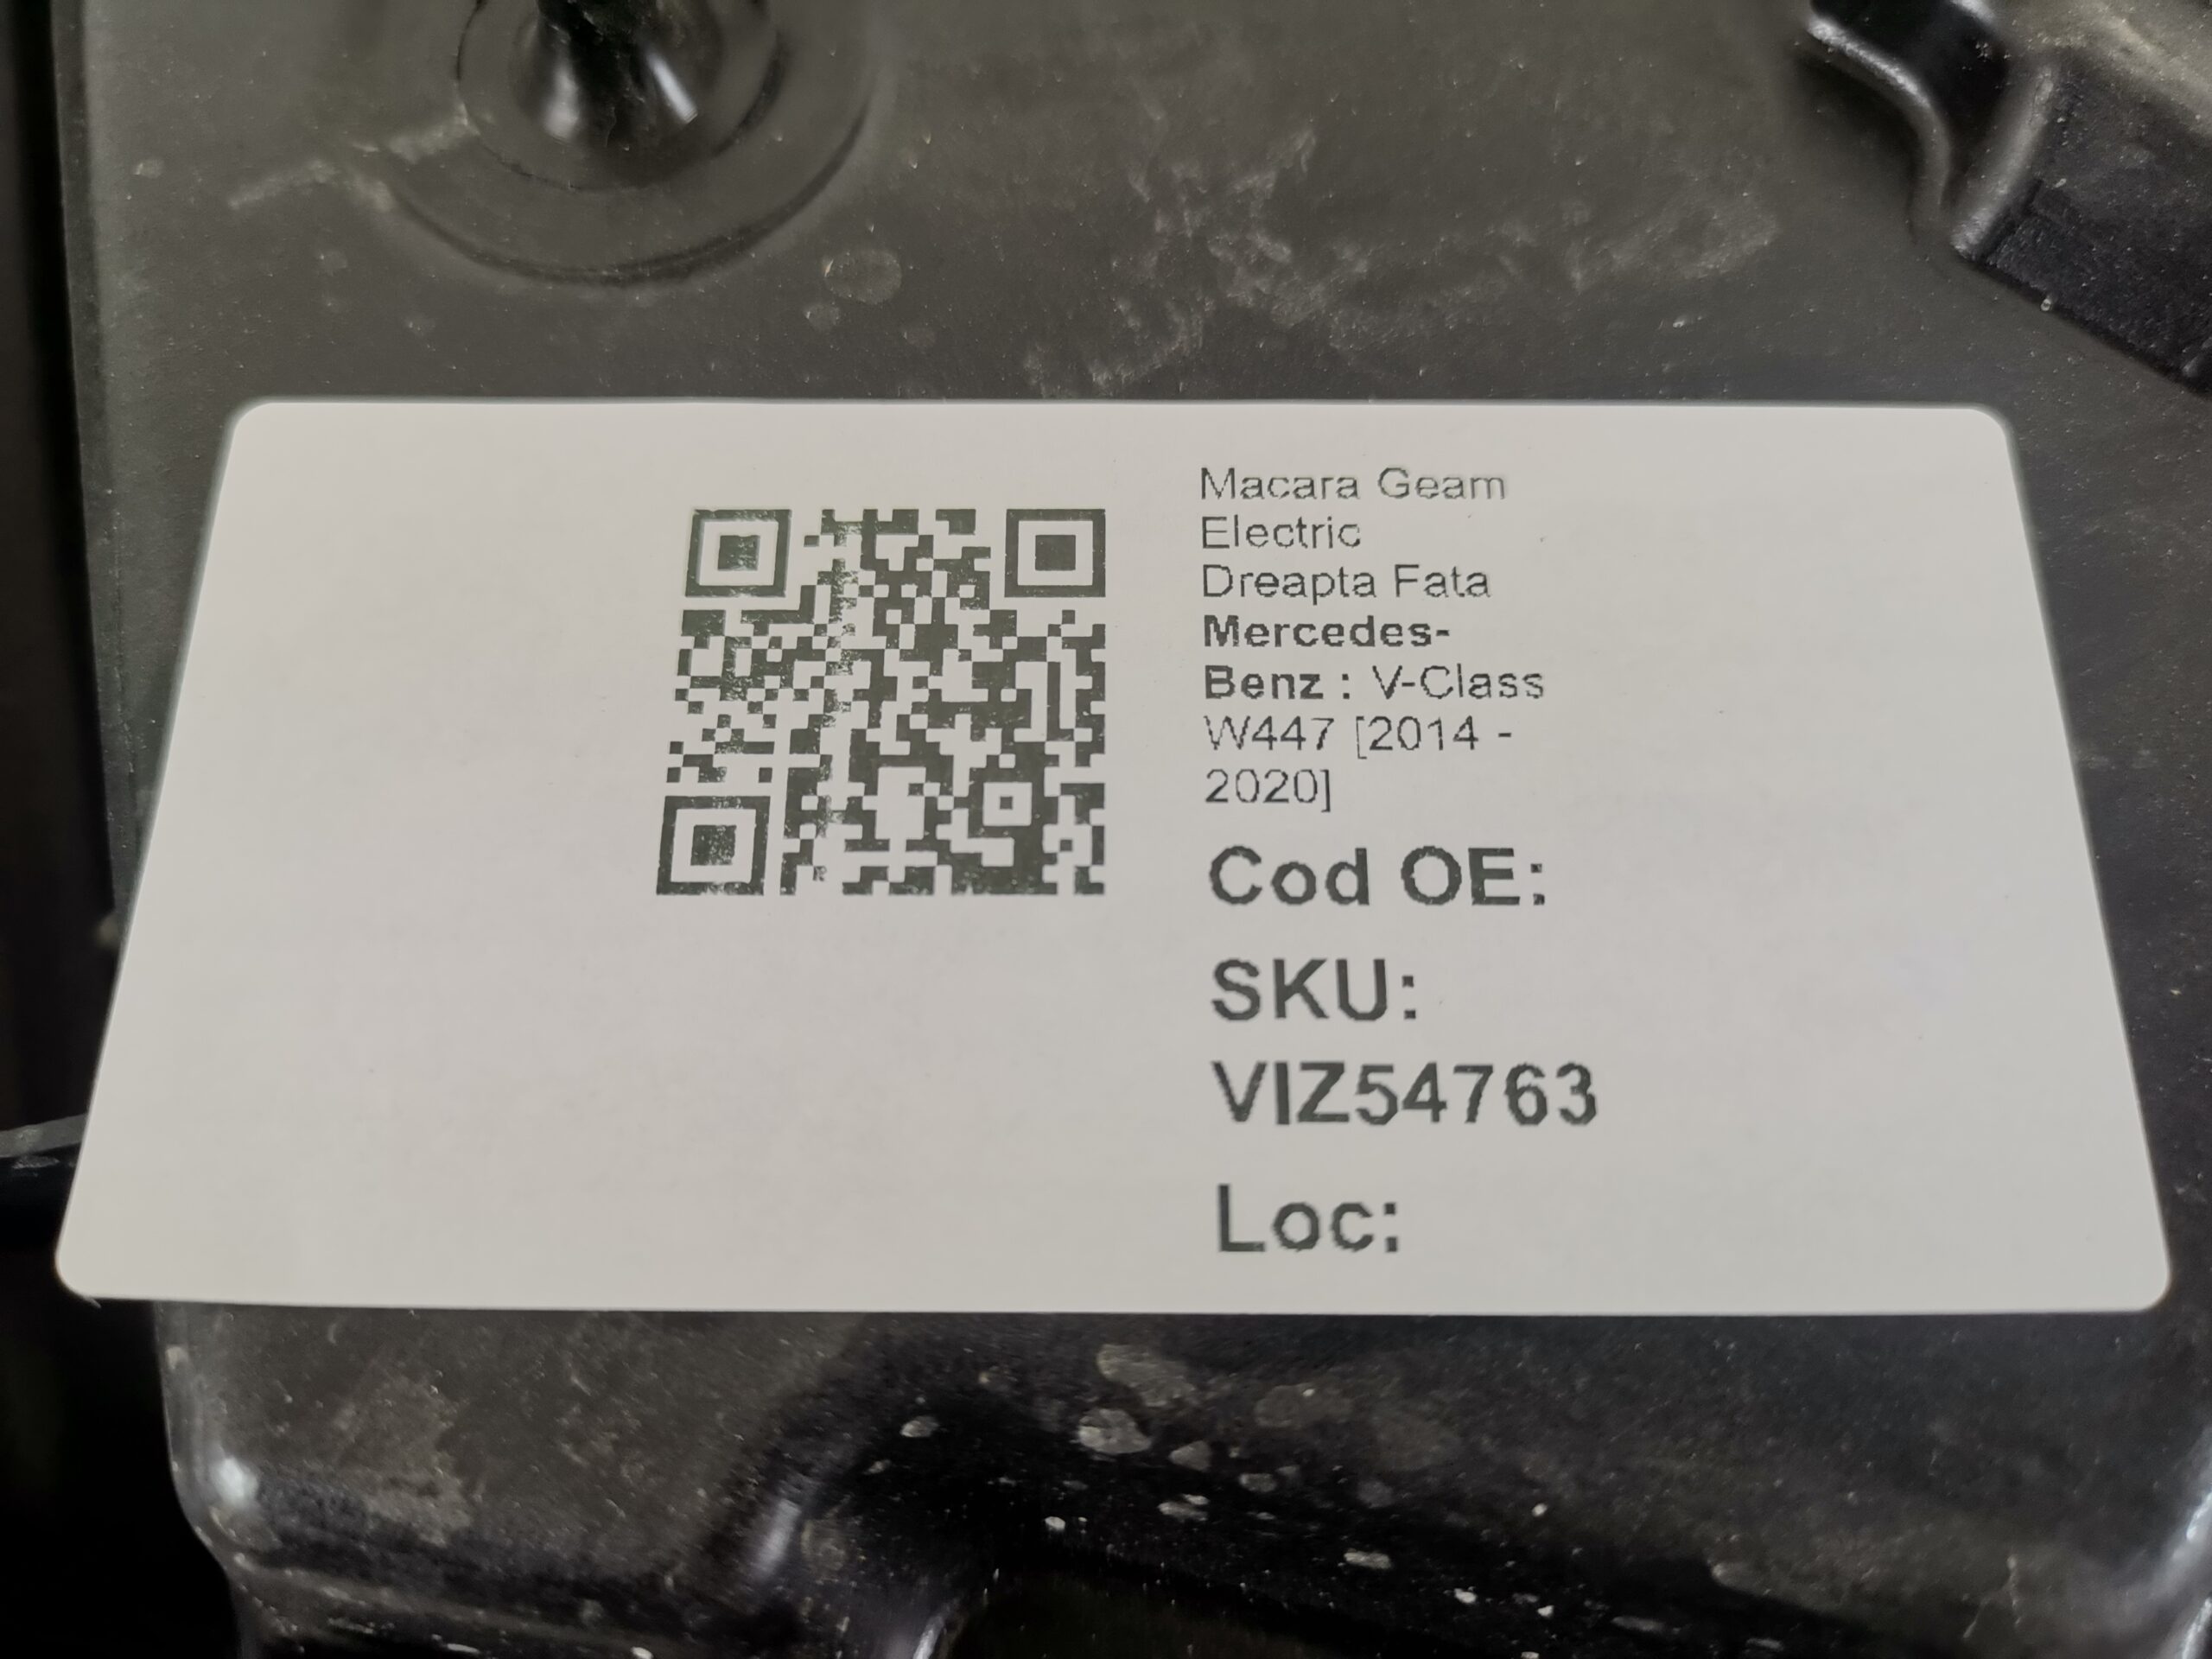 Macara Geam
Electric
Dreapta Fata
Mercedes-
Benz : V-Class
W447 [2014 -
2020]
Cod OE:
SKU:
VIZ54763
Loc: